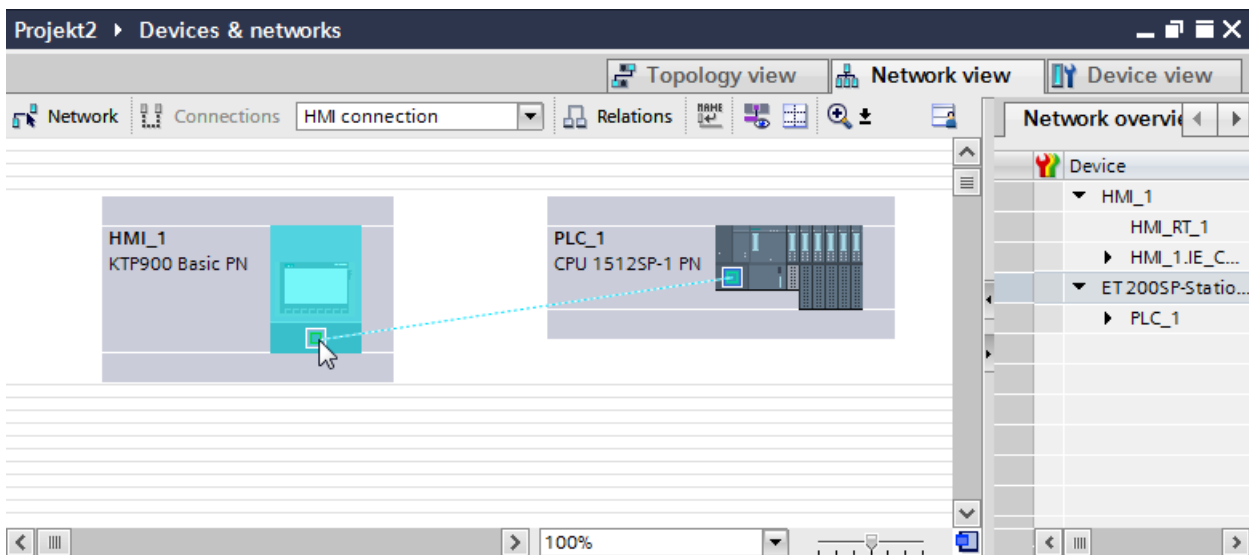 Projekt2 ▸ Devices & networks
Topology view Network view Device view
Network Connections HMI connection Relations NAME Network overvie
Device
HMI_1
KTP900 Basic PN
PLC_1
CPU 1512SP-1 PN
HMI_1
HMI_RT_1
HMI_1.IE_C...
ET 200SP-Statio...
PLC_1
100%